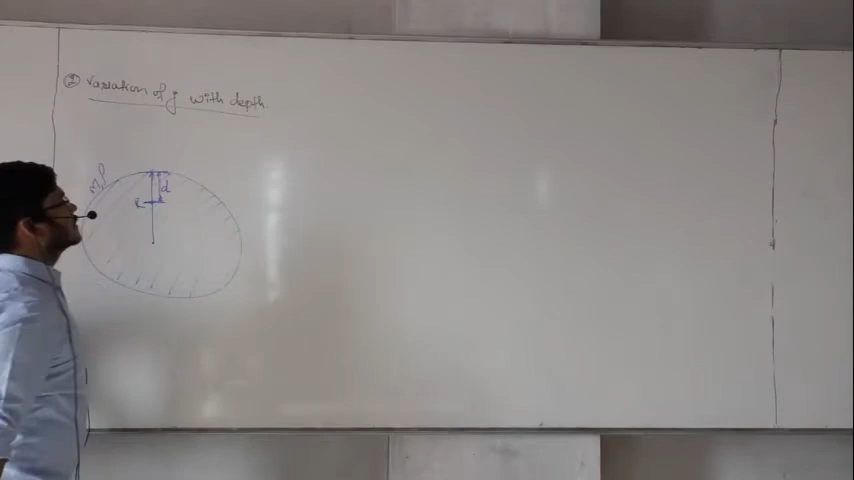 ② Variation of g with depth
M, ρ
d
R